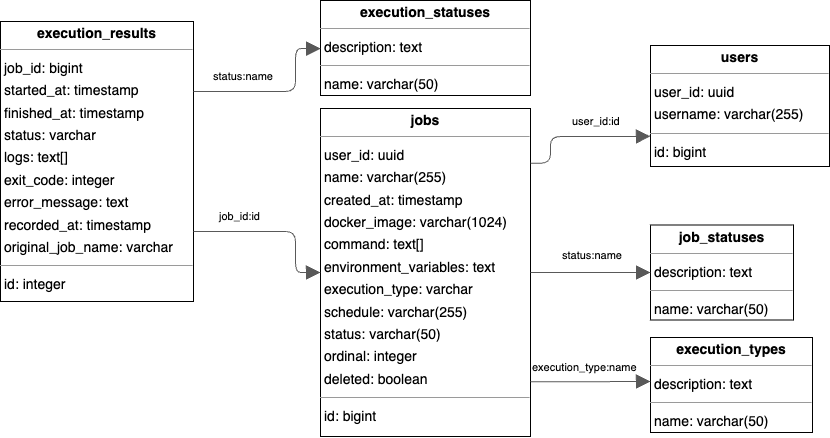 execution_results
job_id: bigint
started_at: timestamp
finished_at: timestamp
status: varchar
logs: text[]
exit_code: integer
error_message: text
recorded_at: timestamp
original_job_name: varchar
id: integer
status:name
job_id:id
execution_statuses
description: text
name: varchar(50)
jobs
user_id: uuid
name: varchar(255)
created_at: timestamp
docker_image: varchar(1024)
command: text[]
environment_variables: text
execution_type: varchar
schedule: varchar(255)
status: varchar(50)
ordinal: integer
deleted: boolean
id: bigint
user_id:id
status:name
execution_type:name
users
user_id: uuid
username: varchar(255)
id: bigint
job_statuses
description: text
name: varchar(50)
execution_types
description: text
name: varchar(50)